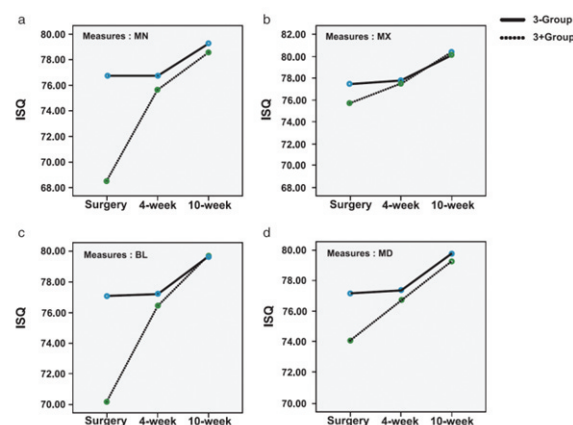 a
Measures : MN
ISQ
80.00
78.00
76.00
74.00
72.00
70.00
68.00
Surgery 4-week 10-week
b
Measures : MX
ISQ
82.00
80.00
78.00
76.00
74.00
72.00
70.00
68.00
Surgery 4-week 10-week
3-Group
3+Group
c
Measures : BL
ISQ
80.00
78.00
76.00
74.00
72.00
70.00
Surgery 4-week 10-week
d
Measures : MD
ISQ
80.00
78.00
76.00
74.00
72.00
70.00
Surgery 4-week 10-week